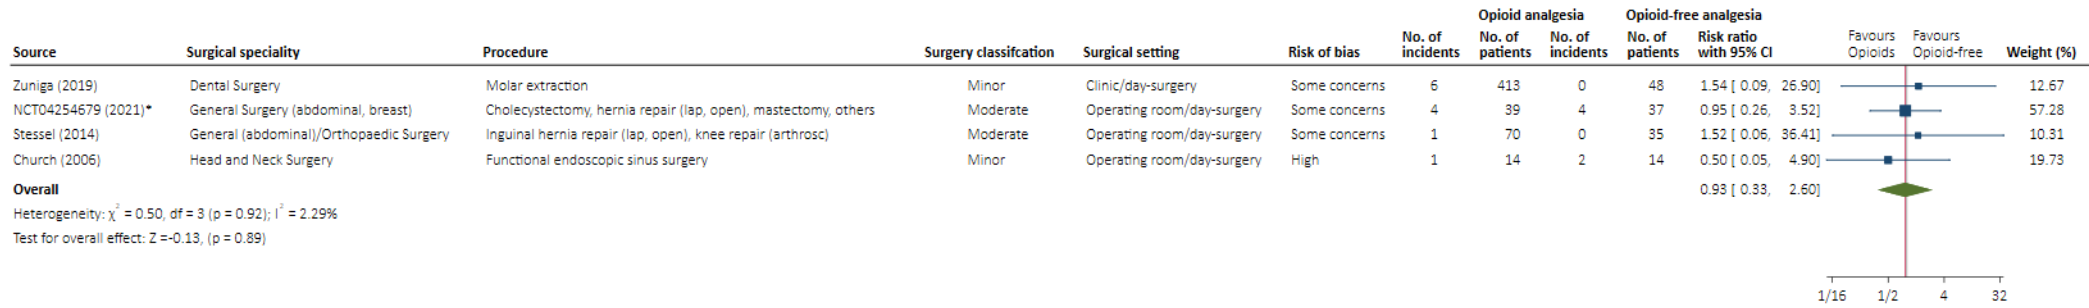 Opioid analgesia Opioid-free analgesia
No. of No. of No. of No. of Risk ratio Favours Favours
Source Surgical speciality Procedure Surgery classifcation Surgical setting Risk of bias incidents patients incidents patients with 95% CI Opioids Opioid-free Weight (%)
Zuniga (2019) Dental Surgery Molar extraction Minor Clinic/day-surgery Some concerns 6 413 0 48 1.54 [ 0.09, 26.90] 12.67
NCT04254679 (2021)* General Surgery (abdominal, breast) Cholecystectomy, hernia repair (lap, open), mastectomy, others Moderate Operating room/day-surgery Some concerns 4 39 4 37 0.95 [ 0.26, 3.52] 57.28
Stessel (2014) General (abdominal)/Orthopaedic Surgery Inguinal hernia repair (lap, open), knee repair (arthrosc) Moderate Operating room/day-surgery Some concerns 1 70 0 35 1.52 [ 0.06, 36.41] 10.31
Church (2006) Head and Neck Surgery Functional endoscopic sinus surgery Minor Operating room/day-surgery High 1 14 2 14 0.50 [ 0.05, 4.90] 19.73
Overall 0.93 [ 0.33, 2.60]
Heterogeneity: χ² = 0.50, df = 3 (p = 0.92); I² = 2.29%
Test for overall effect: Z =-0.13, (p = 0.89)
1/16 1/2 4 32